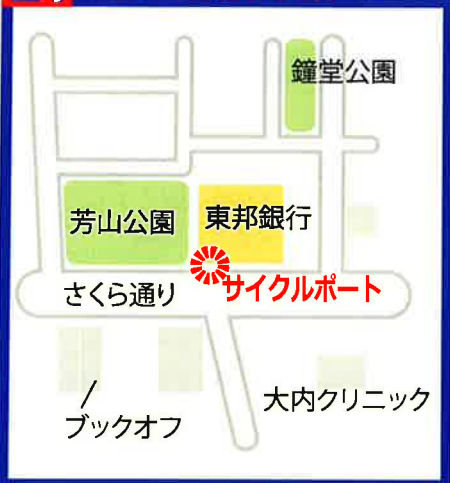 鐘堂公園
芳山公園
東邦銀行
サイクルポート
さくら通り
大内クリニック
ブックオフ